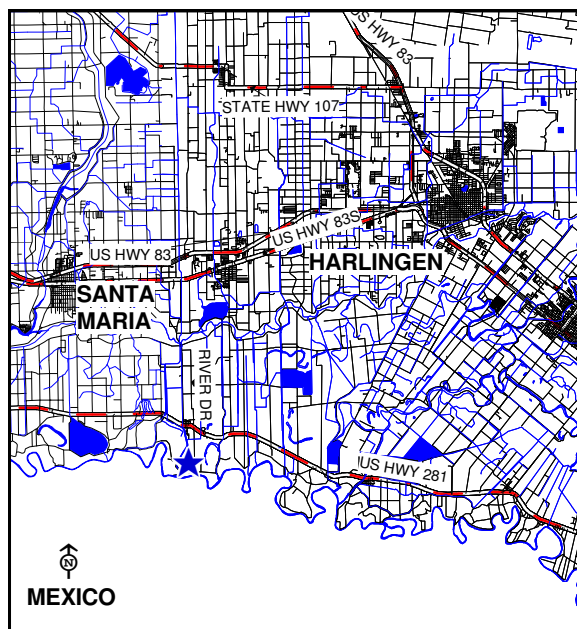 US HWY 83
STATE HWY 107
US HWY 83S
US HWY 83
HARLINGEN
SANTA
MARIA
RIVER DR.
US HWY 281
N
MEXICO